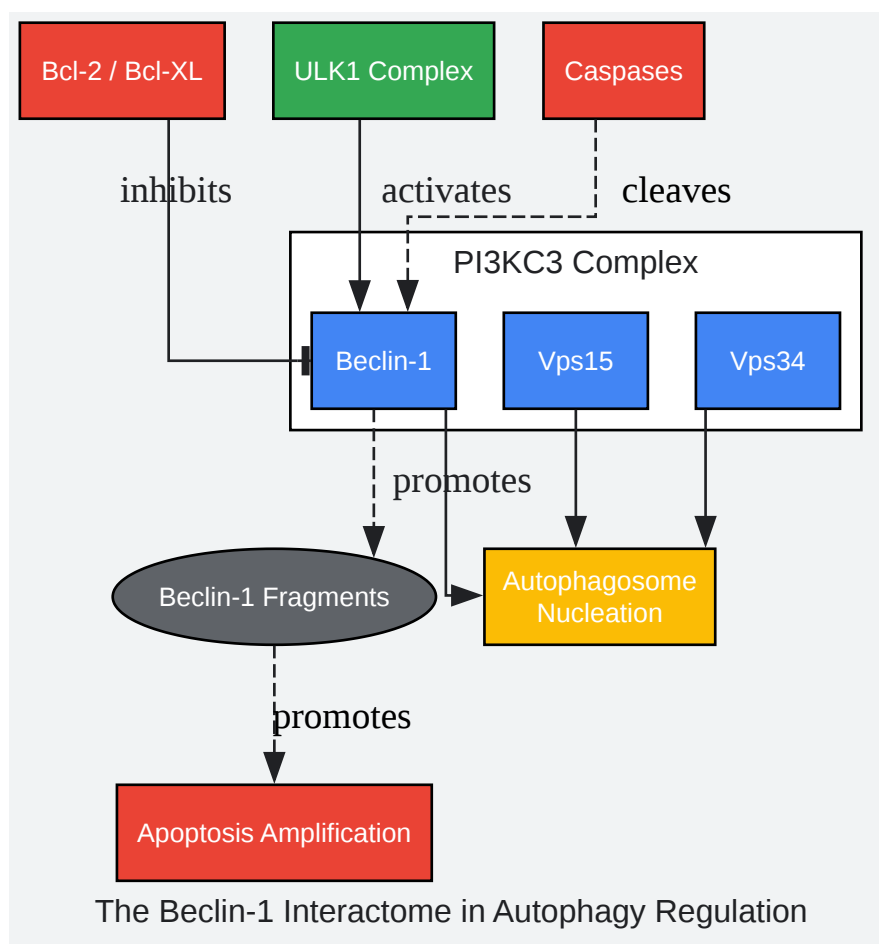 Bcl-2 / Bcl-XL
ULK1 Complex
Caspases
inhibits
activates
cleaves
PI3KC3 Complex
Beclin-1
Vps15
Vps34
promotes
Beclin-1 Fragments
Autophagosome
Nucleation
promotes
Apoptosis Amplification
The Beclin-1 Interactome in Autophagy Regulation